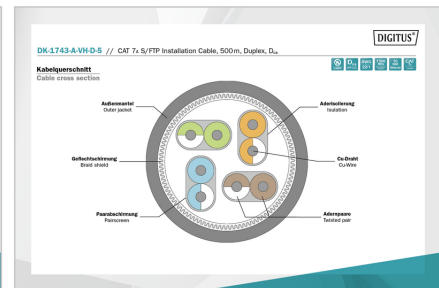 DIGITUS®
DK-1743-A-VH-D-5 // CAT 7A S/FTP Installation Cable, 500 m, Duplex, Dca
Kabelquerschnitt
Cable cross section
Außenmantel
Outer jacket
Aderisolierung
Insulation
Geflechtschirmung
Braid shield
Cu-Draht
Cu-Wire
Paarabschirmung
Pairscreen
Adernpaare
Twisted pair